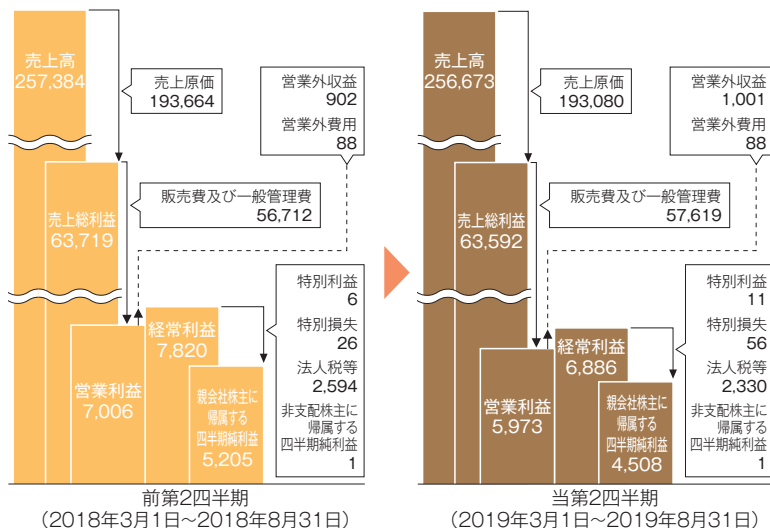 売上高
257,384
売上原価
193,664
営業外収益
902
営業外費用
88
売上総利益
63,719
販売費及び一般管理費
56,712
営業利益
7,006
経常利益
7,820
特別利益
6
特別損失
26
法人税等
2,594
非支配株主に
帰属する
四半期純利益
1
親会社株主に
帰属する
四半期純利益
5,205
前第2四半期
(2018年3月1日~2018年8月31日)
売上高
256,673
売上原価
193,080
営業外収益
1,001
営業外費用
88
売上総利益
63,592
販売費及び一般管理費
57,619
営業利益
5,973
経常利益
6,886
特別利益
11
特別損失
56
法人税等
2,330
非支配株主に
帰属する
四半期純利益
1
親会社株主に
帰属する
四半期純利益
4,508
当第2四半期
(2019年3月1日~2019年8月31日)